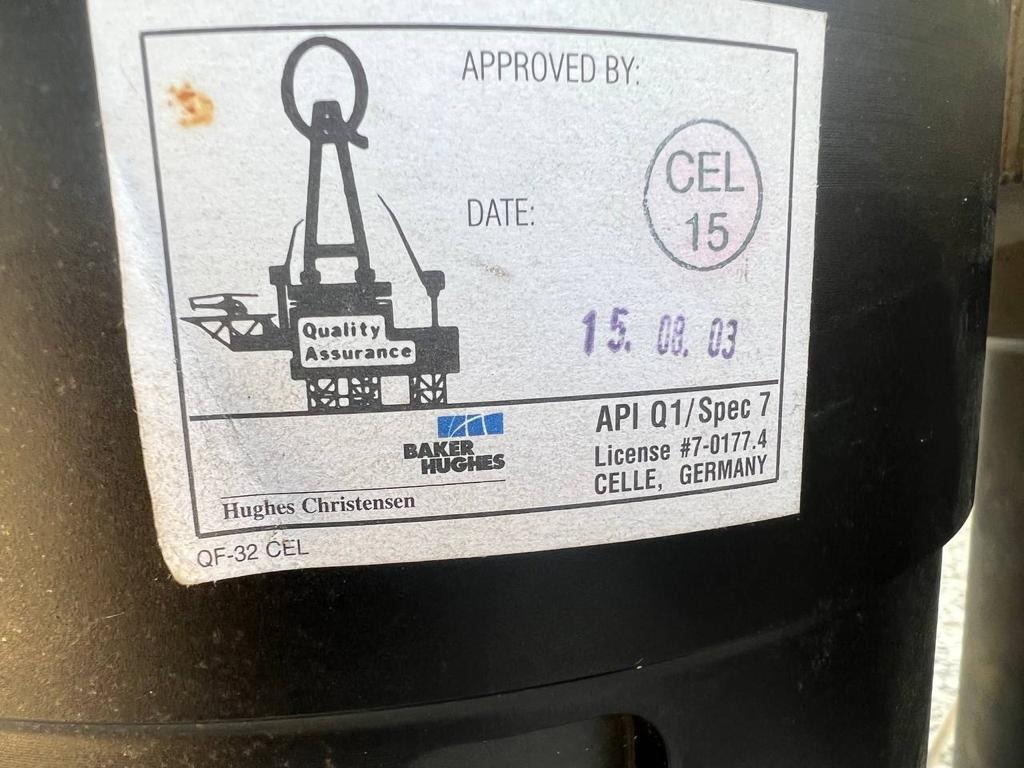 APPROVED BY:
CEL
15
DATE:
15. 08. 03
Quality
Assurance
BAKER
HUGHES
Hughes Christensen
API Q1/Spec 7
License #7-0177.4
CELLE, GERMANY
QF-32 CEL